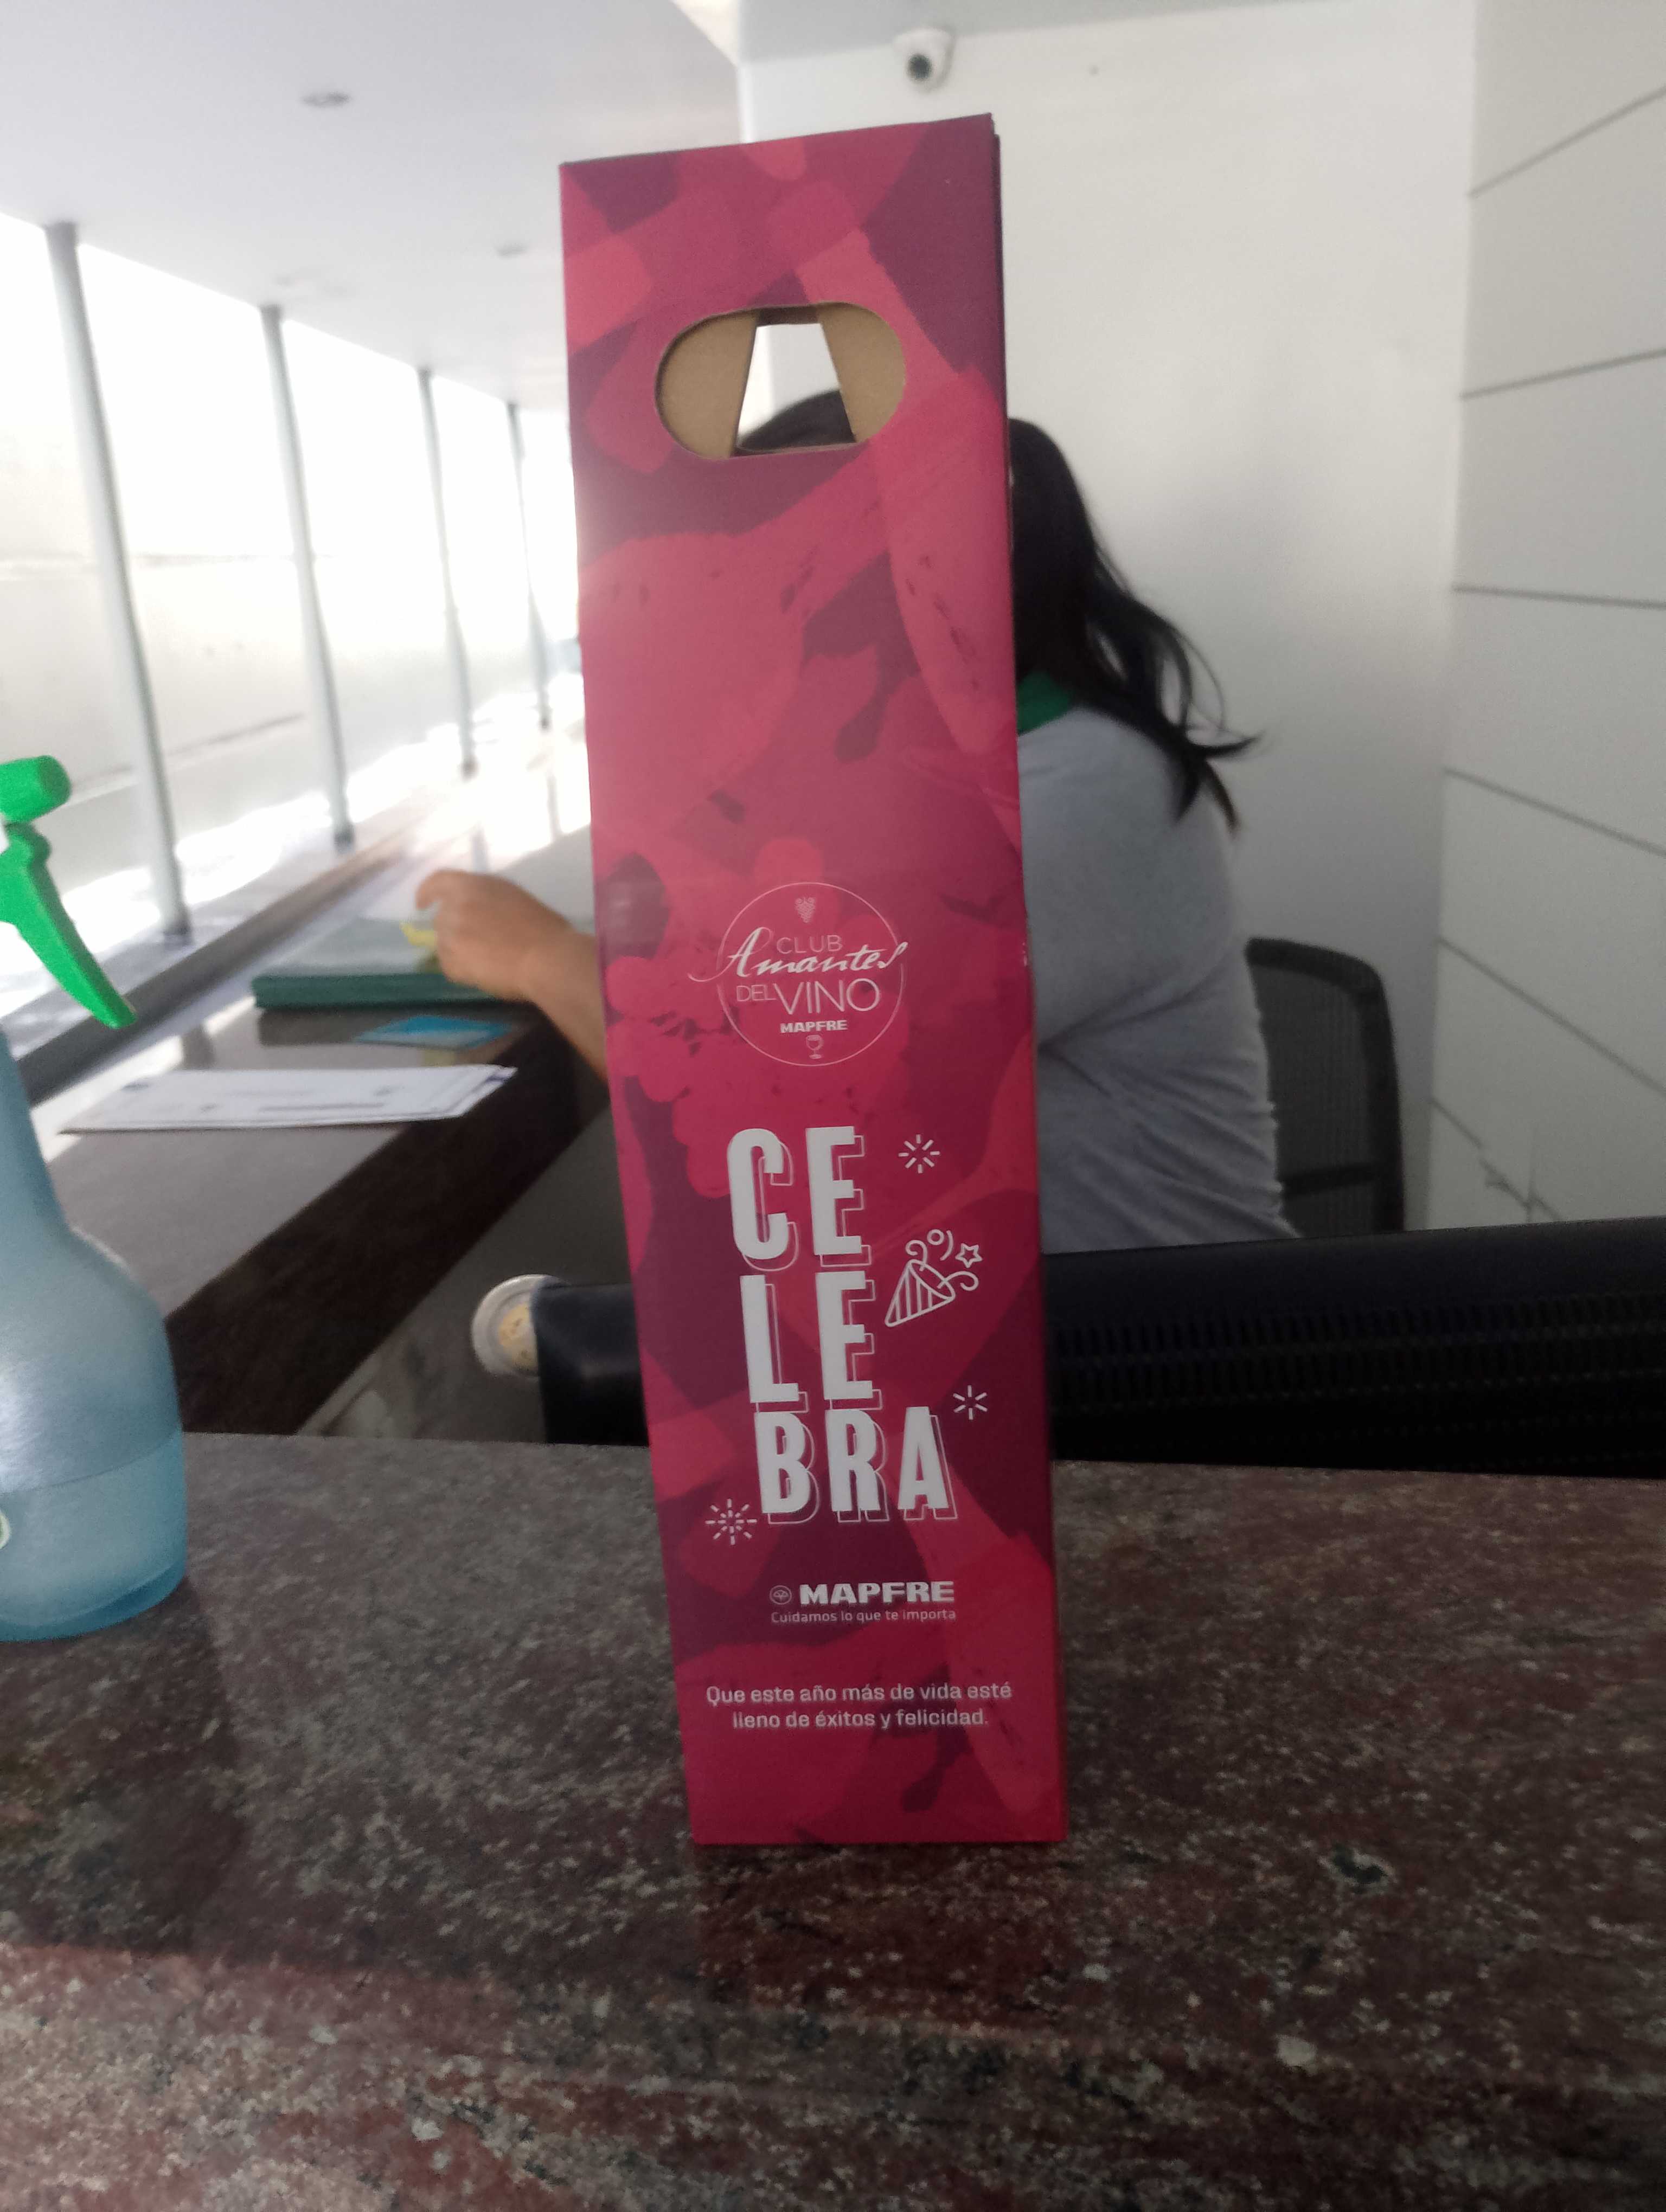 CLUB
Amantes
DEL VINO
MAPFRE
CE
LE
BRA
MAPFRE
Cuidamos lo que te importa
Que este año más de vida esté
lleno de éxitos y felicidad.